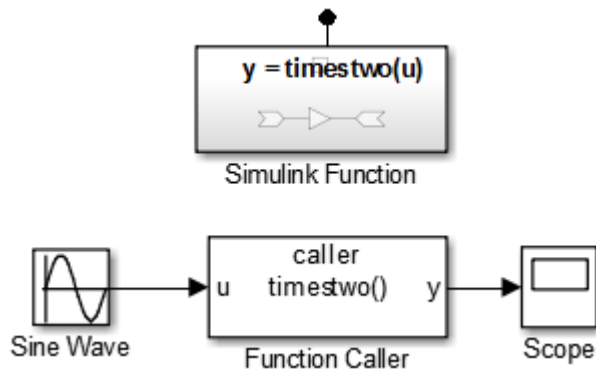 y = timestwo(u)
Simulink Function
caller
u timestwo() y
Sine Wave
Function Caller
Scope